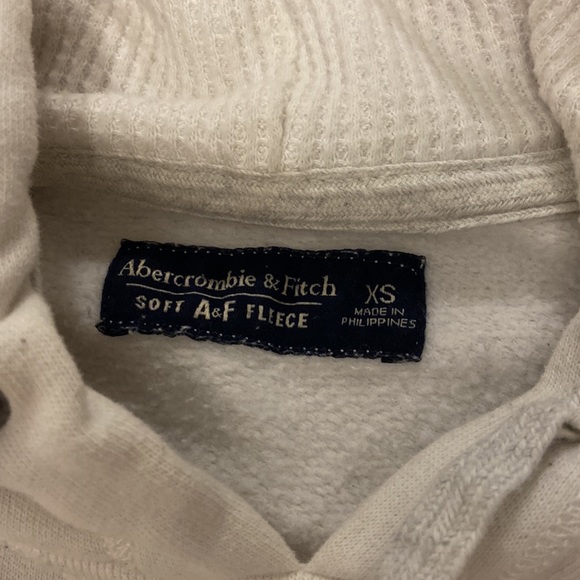 Abercrombie & Fitch
SOFT A&F FLEECE
XS
MADE IN
PHILIPPINES